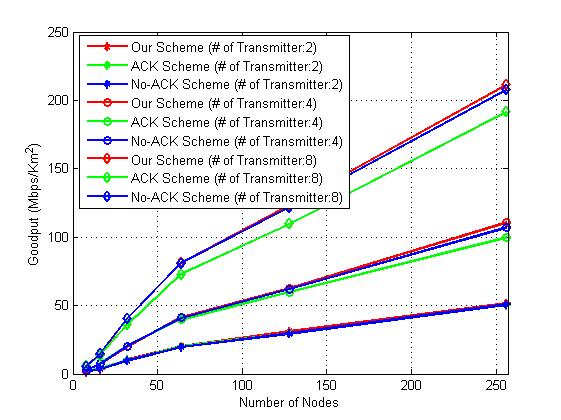 250
200
150
100
50
0
Goodput (Mbps/Km2)
Our Scheme (# of Transmitter:2)
ACK Scheme (# of Transmitter:2)
No-ACK Scheme (# of Transmitter:2)
Our Scheme (# of Transmitter:4)
ACK Scheme (# of Transmitter:4)
No-ACK Scheme (# of Transmitter:4)
Our Scheme (# of Transmitter:8)
ACK Scheme (# of Transmitter:8)
No-ACK Scheme (# of Transmitter:8)
0 50 100 150 200 250
Number of Nodes